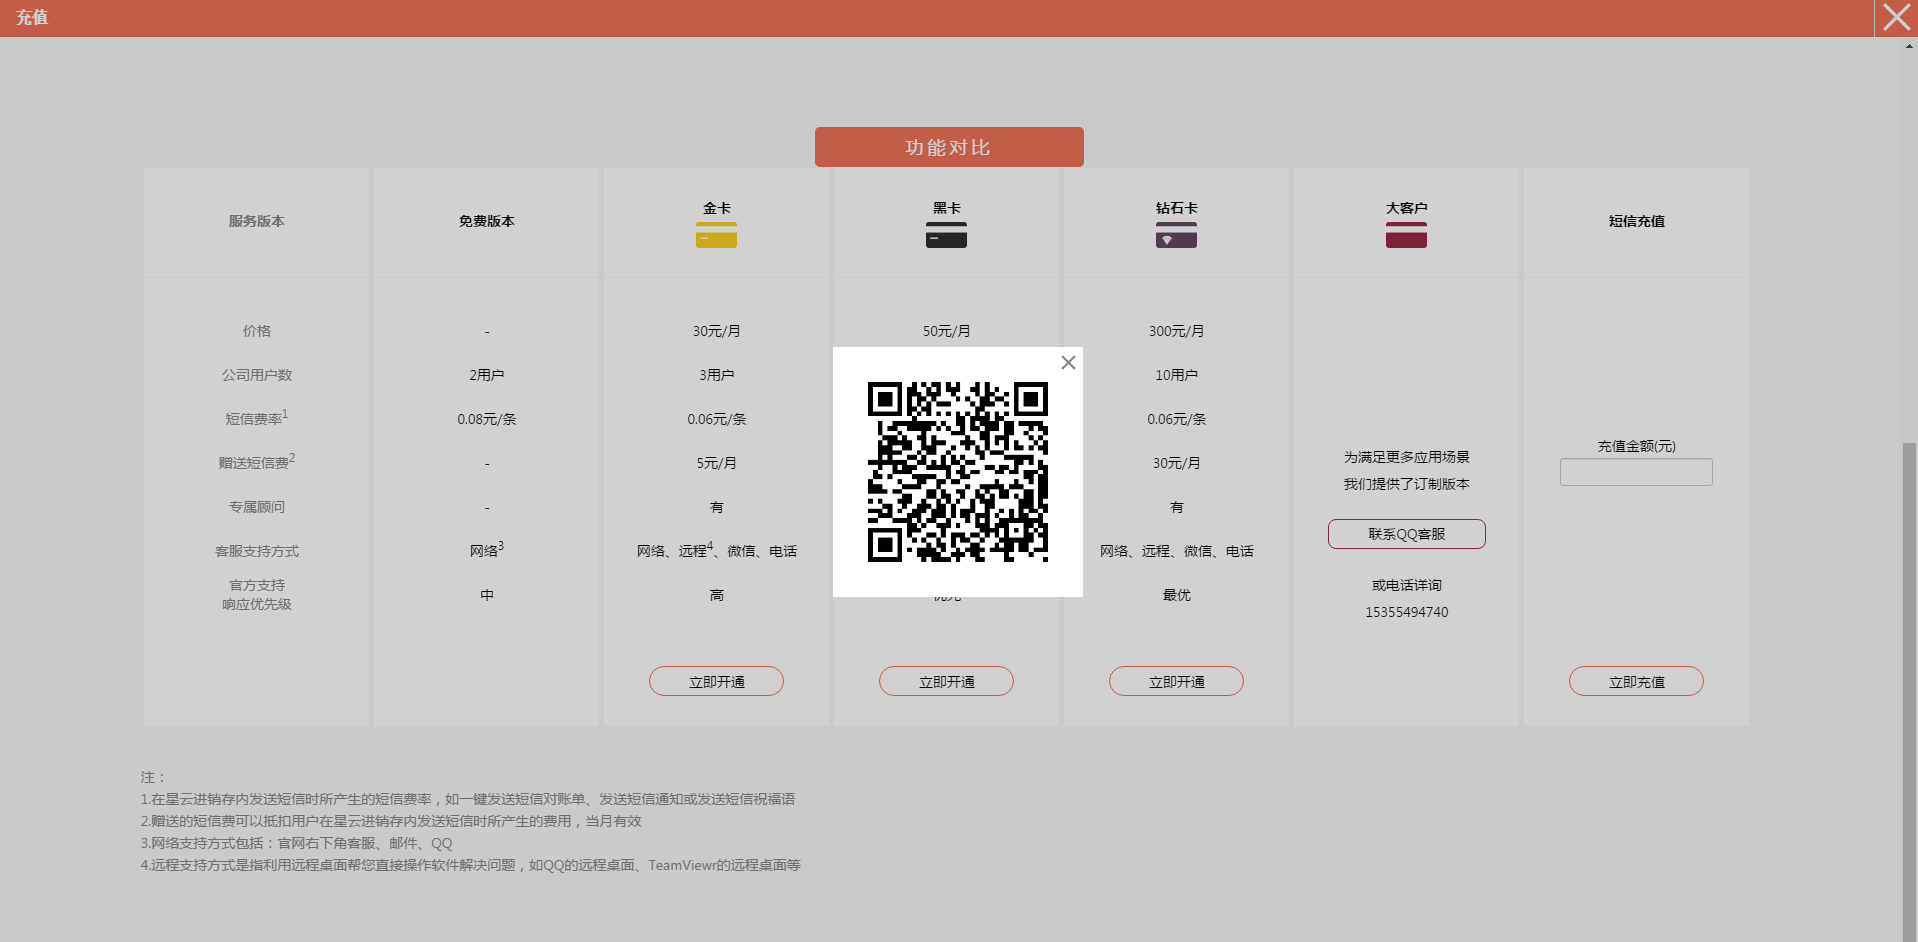 充值
功能对比
服务版本
免费版本
金卡
黑卡
钻石卡
大客户
短信充值
价格
-
30元/月
50元/月
300元/月
公司用户数
2用户
3用户
10用户
短信费率1
0.08元/条
0.06元/条
0.06元/条
赠送短信费2
-
5元/月
30元/月
专属顾问
-
有
有
客服支持方式
网络3
网络、远程4、微信、电话
网络、远程、微信、电话
官方支持
响应优先级
中
高
最优
为满足更多应用场景
我们提供了订制版本
联系QQ客服
或电话详询
15355494740
充值金额(元)
立即开通
立即开通
立即开通
立即充值
注：
1.在星云进销存内发送短信时所产生的短信费率，如一键发送短信对账单、发送短信通知或发送短信祝福语
2.赠送的短信费可以抵扣用户在星云进销存内发送短信时所产生的费用，当月有效
3.网络支持方式包括：官网右下角客服、邮件、QQ
4.远程支持方式是指利用远程桌面帮您直接操作软件解决问题，如QQ的远程桌面、TeamViewr的远程桌面等